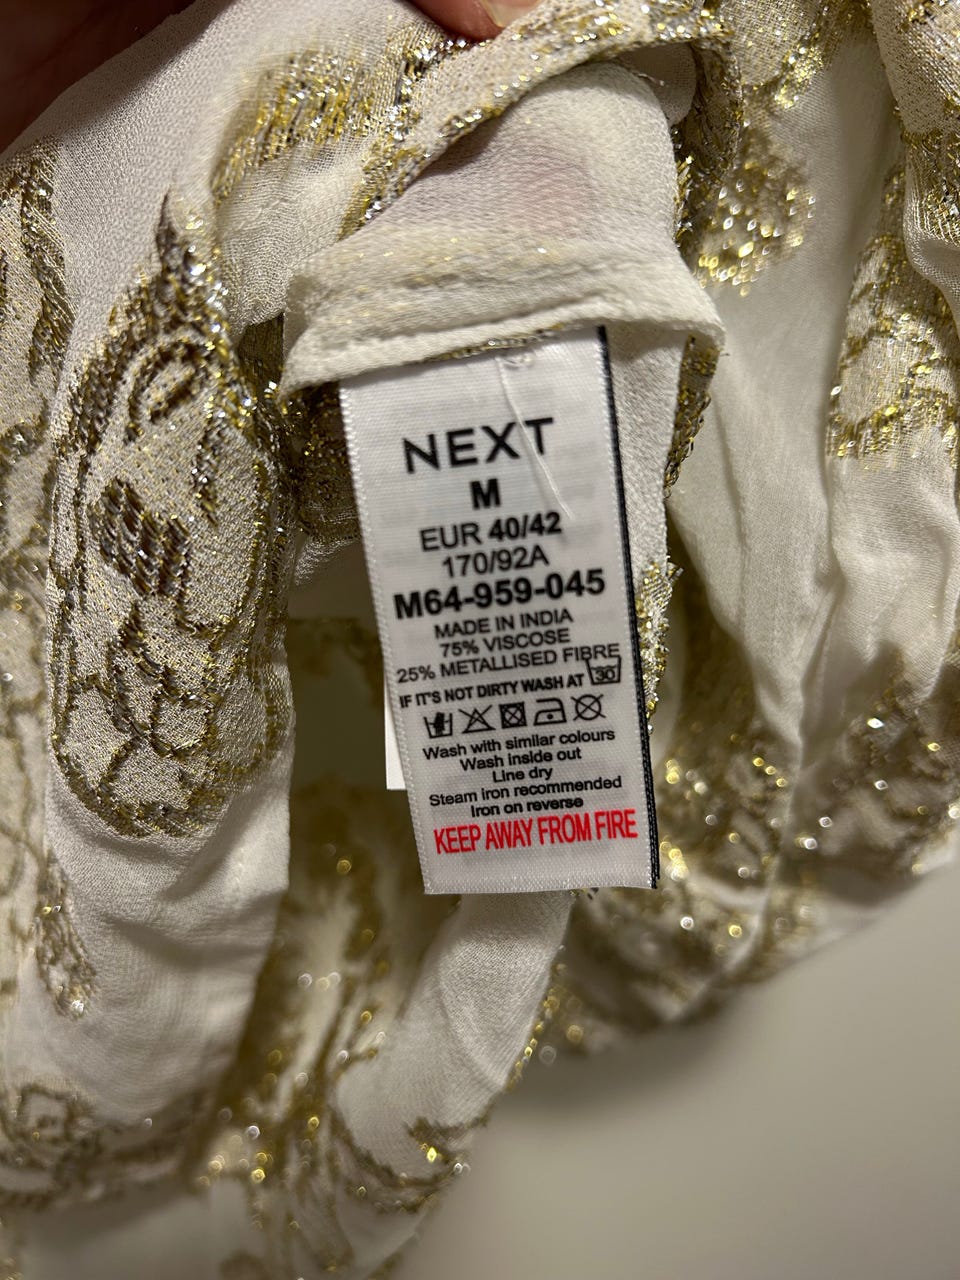 NEXT
M
EUR 40/42
170/92A
M64-959-045
MADE IN INDIA
75% VISCOSE
25% METALLISED FIBRE
IF IT'S NOT DIRTY WASH AT 30
Wash with similar colours
Wash inside out
Line dry
Steam iron recommended
Iron on reverse
KEEP AWAY FROM FIRE